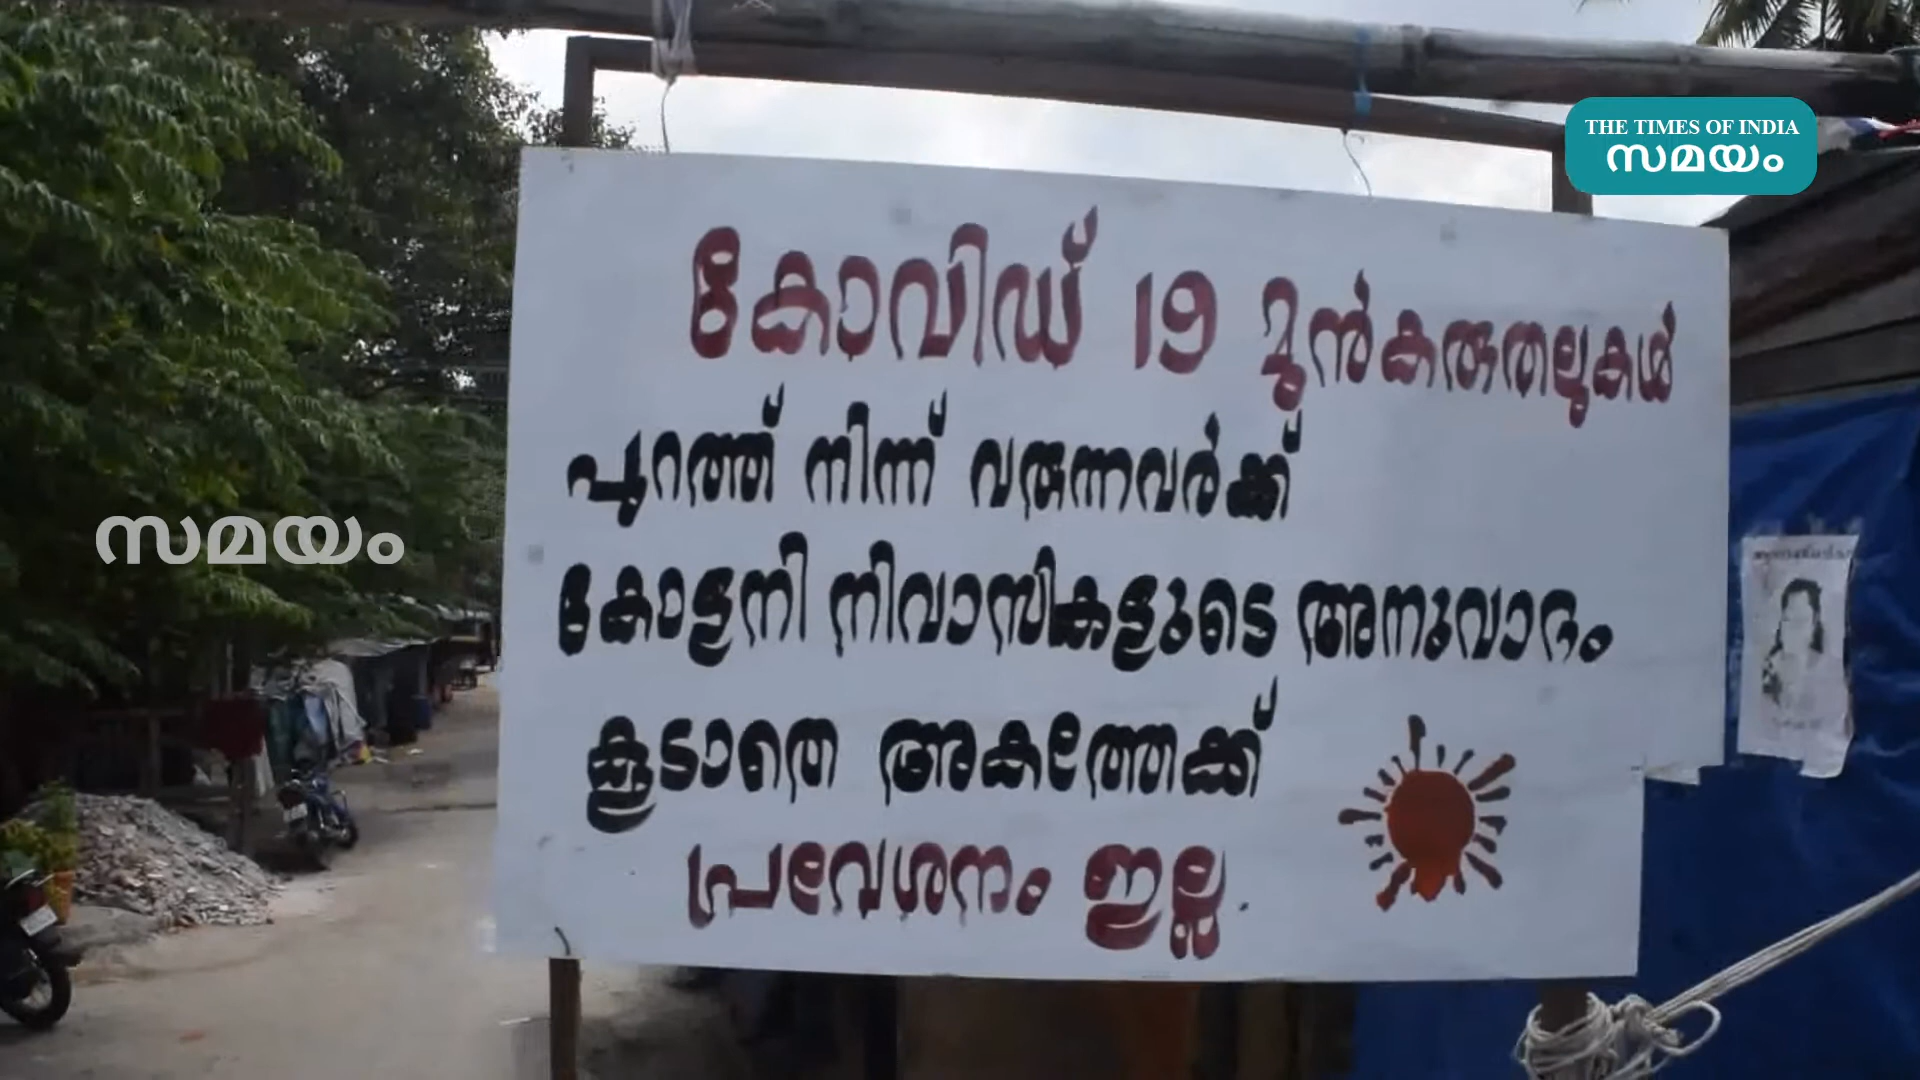 THE TIMES OF INDIA
സമയം
കോവിഡ് 19 മുൻകരുതലുകൾ
പുറത്ത് നിന്ന് വരുന്നവർക്ക്
കോളനി നിവാസികളുടെ അനുവാദം
കൂടാതെ അകത്തേക്ക്
പ്രവേശനം ഇല്ല.
സമയം